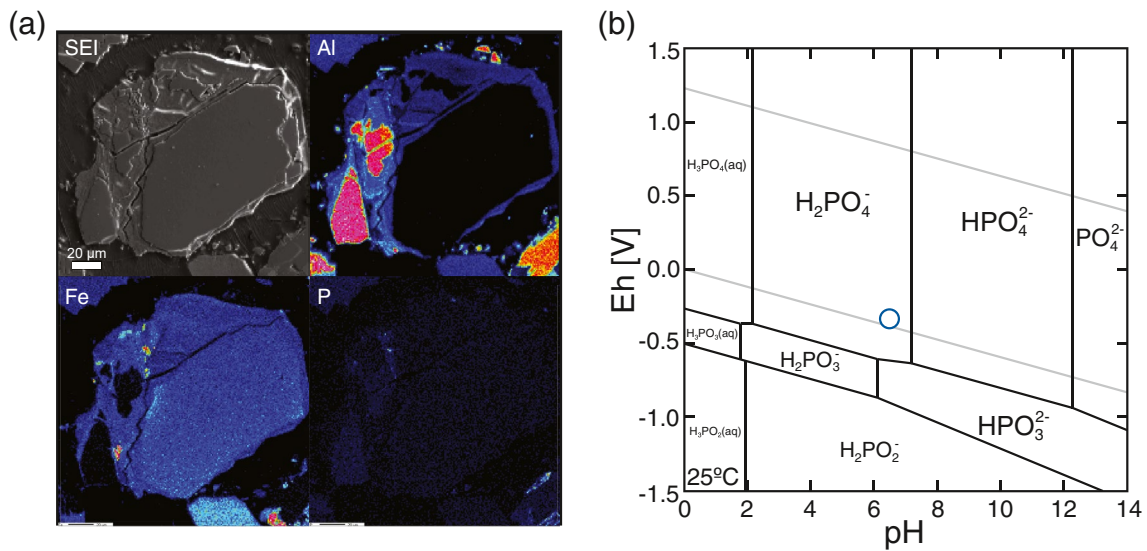 (a)
SEI
Al
20 µm
Fe
P
(b)
1.5
1.0
0.5
0.0
-0.5
-1.0
-1.5
Eh [V]
H₃PO₄(aq)
H₂PO₄⁻
HPO₄²⁻
PO₄²⁻
H₃PO₃(aq)
H₂PO₃⁻
HPO₃²⁻
H₃PO₂(aq)
H₂PO₂⁻
25ºC
0 2 4 6 8 10 12 14
pH